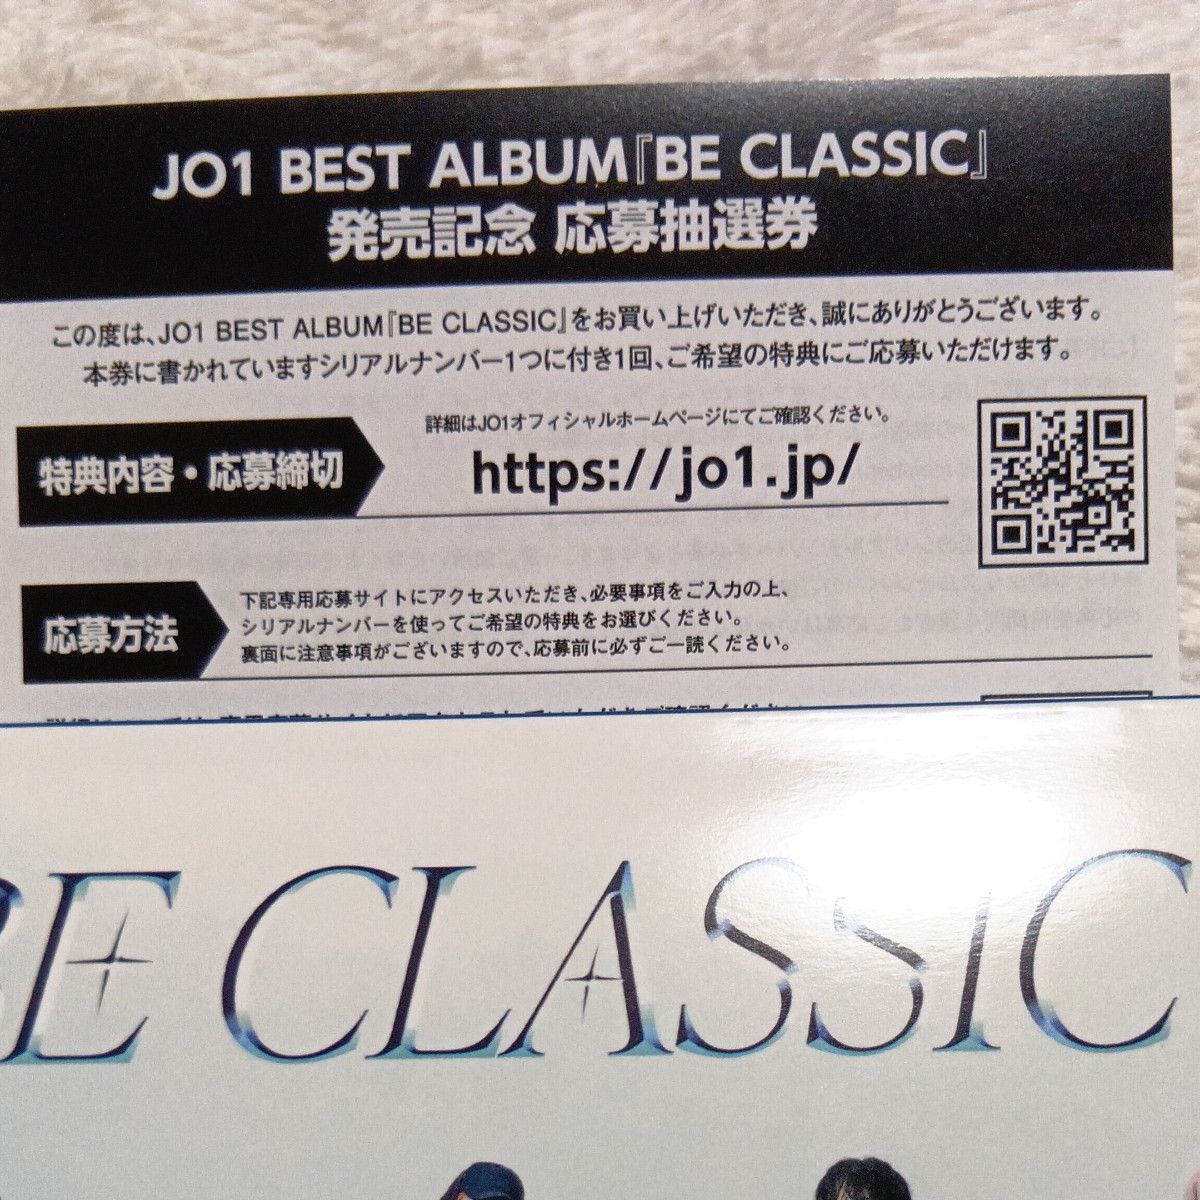 JO1 BEST ALBUM『BE CLASSIC』
発売記念 応募抽選券
この度は、JO1 BEST ALBUM『BE CLASSIC』をお買い上げいただき、誠にありがとうございます。
本券に書かれていますシリアルナンバー1つに付き1回、ご希望の特典にご応募いただけます。
特典内容・応募締切
詳細はJO1オフィシャルホームページにてご確認ください。
https://jo1.jp/
応募方法
下記専用応募サイトにアクセスいただき、必要事項をご入力の上、
シリアルナンバーを使ってご希望の特典をお選びください。
裏面に注意事項がございますので、応募前に必ずご一読ください。
BE CLASSIC